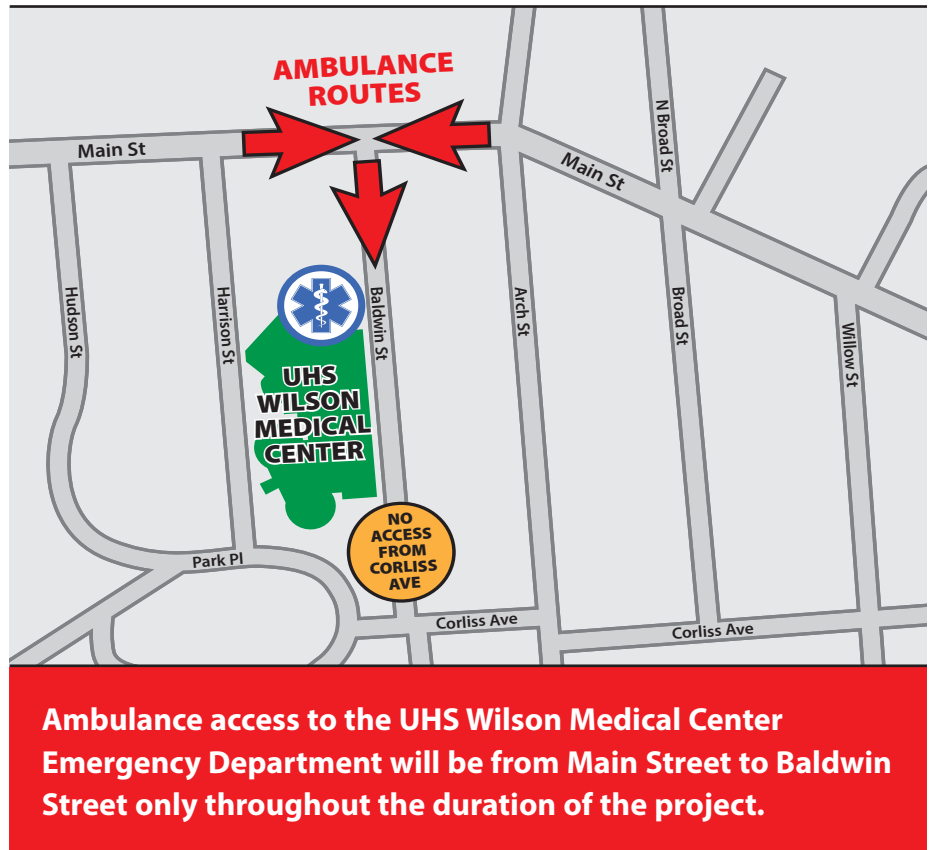 AMBULANCE
ROUTES
Main St
Main St
N Broad St
Hudson St
Harrison St
Baldwin St
Arch St
Broad St
Willow St
UHS
WILSON
MEDICAL
CENTER
NO
ACCESS
FROM
CORLISS
AVE
Park Pl
Corliss Ave
Corliss Ave
Ambulance access to the UHS Wilson Medical Center
Emergency Department will be from Main Street to Baldwin
Street only throughout the duration of the project.